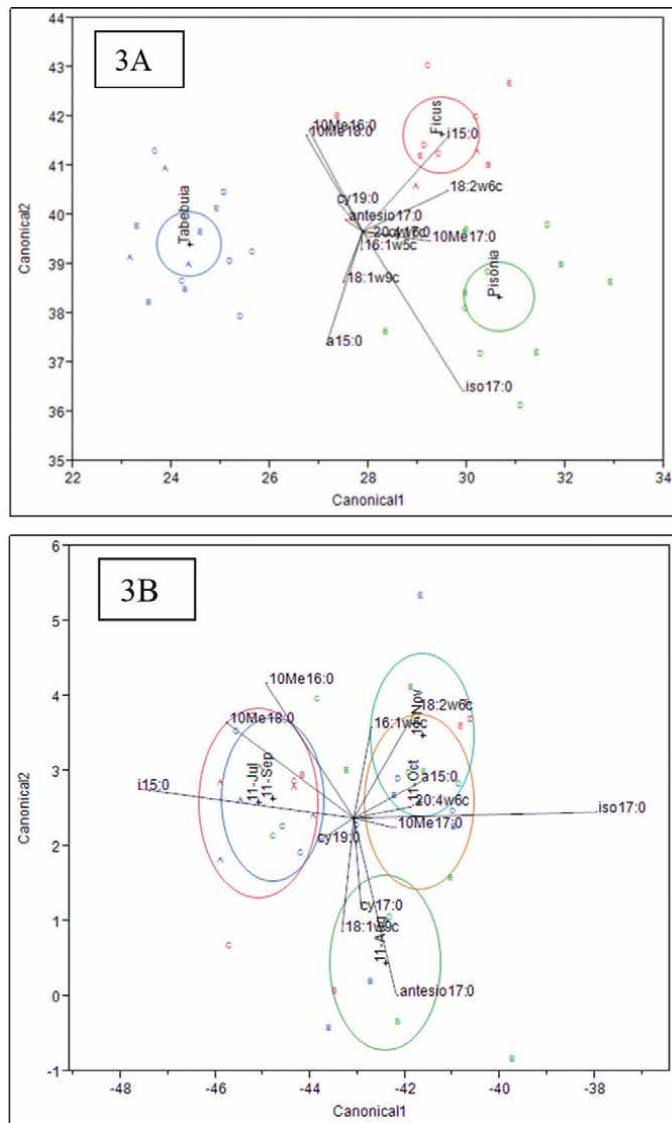 3A
44
43
42
41
40
39
38
37
36
35
Canonical2
22
24
26
28
30
32
34
Canonical1
Tabebuia
Ficus
Pisonia
10Me16:0
10Me18:0
i15:0
18:2w6c
cy19:0
antesio17:0
10Me17:0
16:1w5c
18:1w9c
a15:0
iso17:0
3B
6
5
4
3
2
1
0
-1
Canonical2
-48
-46
-44
-42
-40
-38
Canonical1
10Me16:0
10Me18:0
i15:0
11-Jul
11-Sep
16:1w6c
18:2w6c
a15:0
11-Oct
20:4w6c
10Me17:0
iso17:0
cy19:0
cy17:0
18:1w9c
11-Aug
antesio17:0